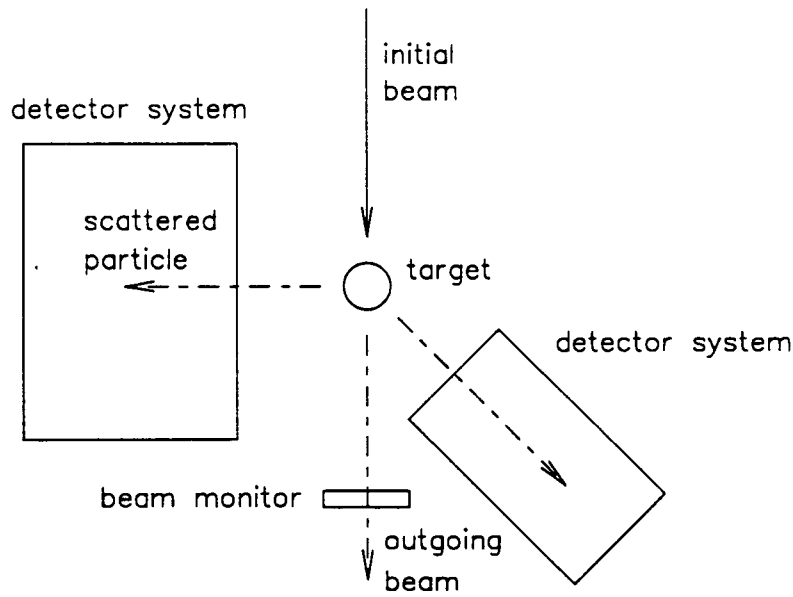 initial
beam
detector system
scattered
particle
target
detector system
beam monitor
outgoing
beam